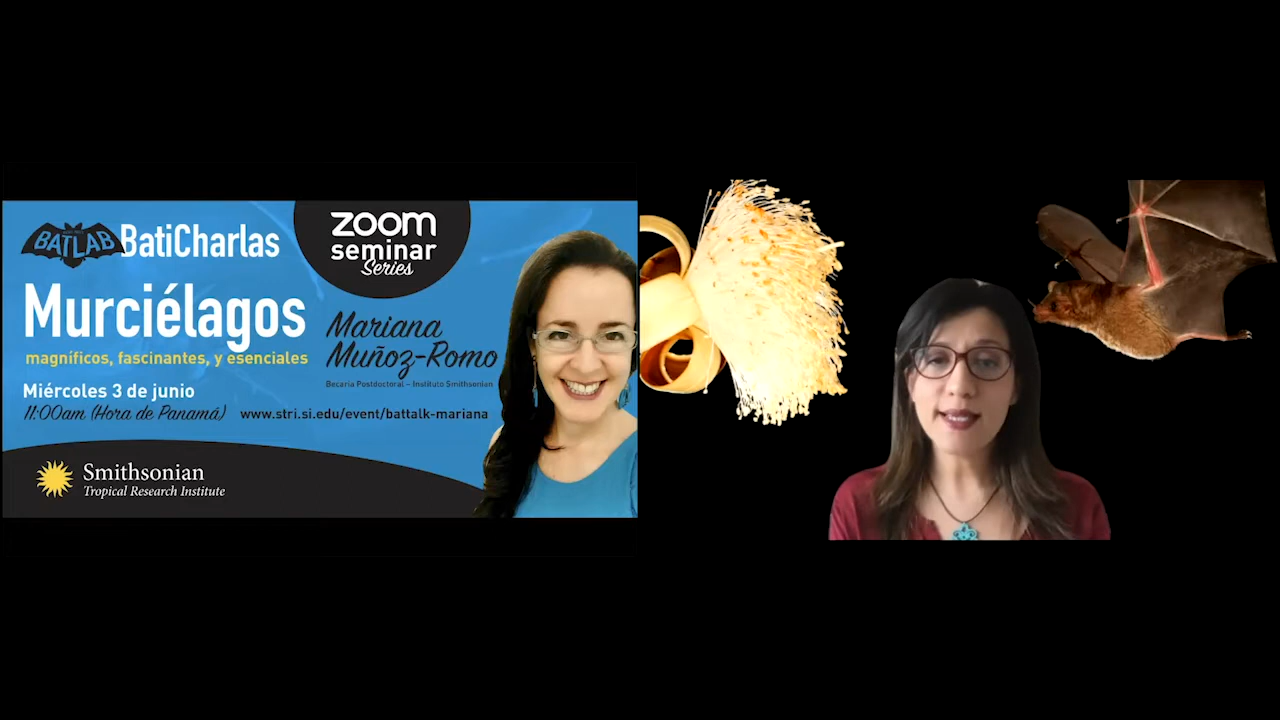 BATLAB BatiCharlas
zoom
seminar
Series
Murciélagos
magníficos, fascinantes, y esenciales
Mariana
Muñoz-Romo
Becaria Postdoctoral – Instituto Smithsonian
Miércoles 3 de junio
11:00am (Hora de Panamá)
www.stri.si.edu/event/battalk-mariana
Smithsonian
Tropical Research Institute